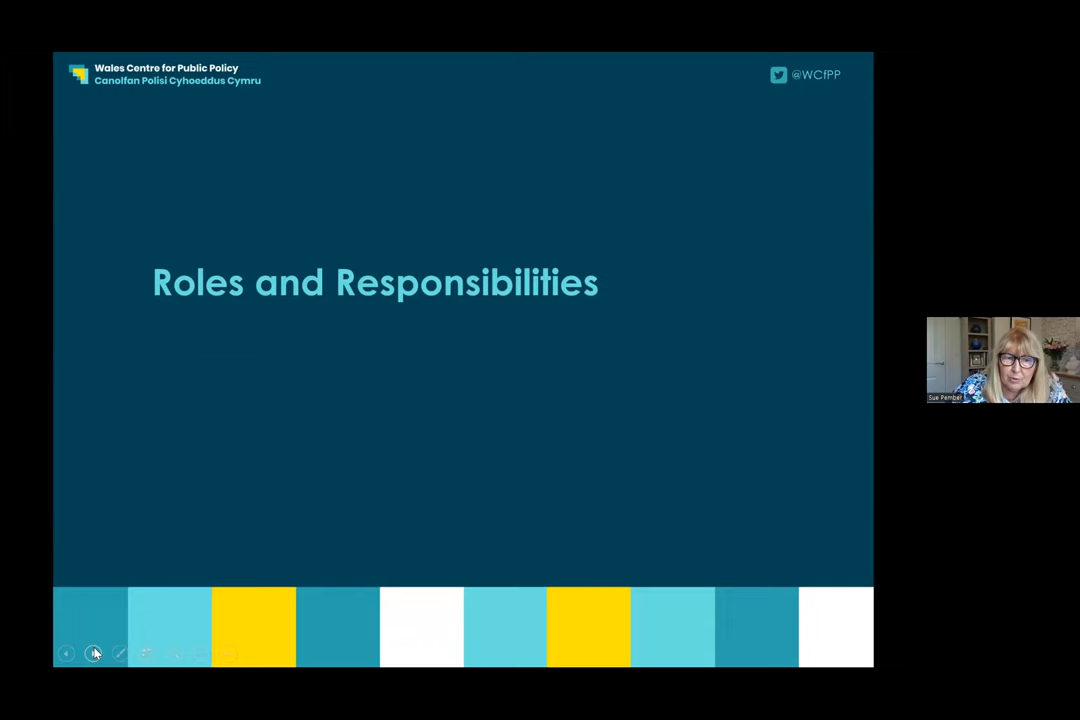 Wales Centre for Public Policy
Canolfan Polisi Cyhoeddus Cymru
@WCfPP
Roles and Responsibilities
Sue Pember